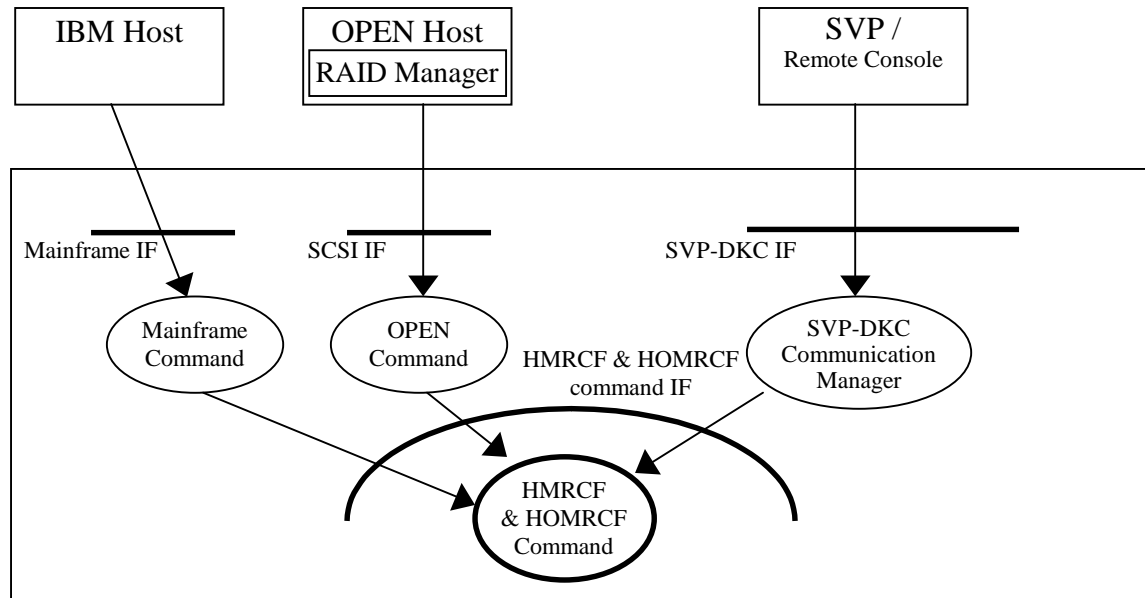 IBM Host
OPEN Host
RAID Manager
SVP /
Remote Console
Mainframe IF
SCSI IF
SVP-DKC IF
Mainframe
Command
OPEN
Command
SVP-DKC
Communication
Manager
HMRCF & HOMRCF
command IF
HMRCF
& HOMRCF
Command